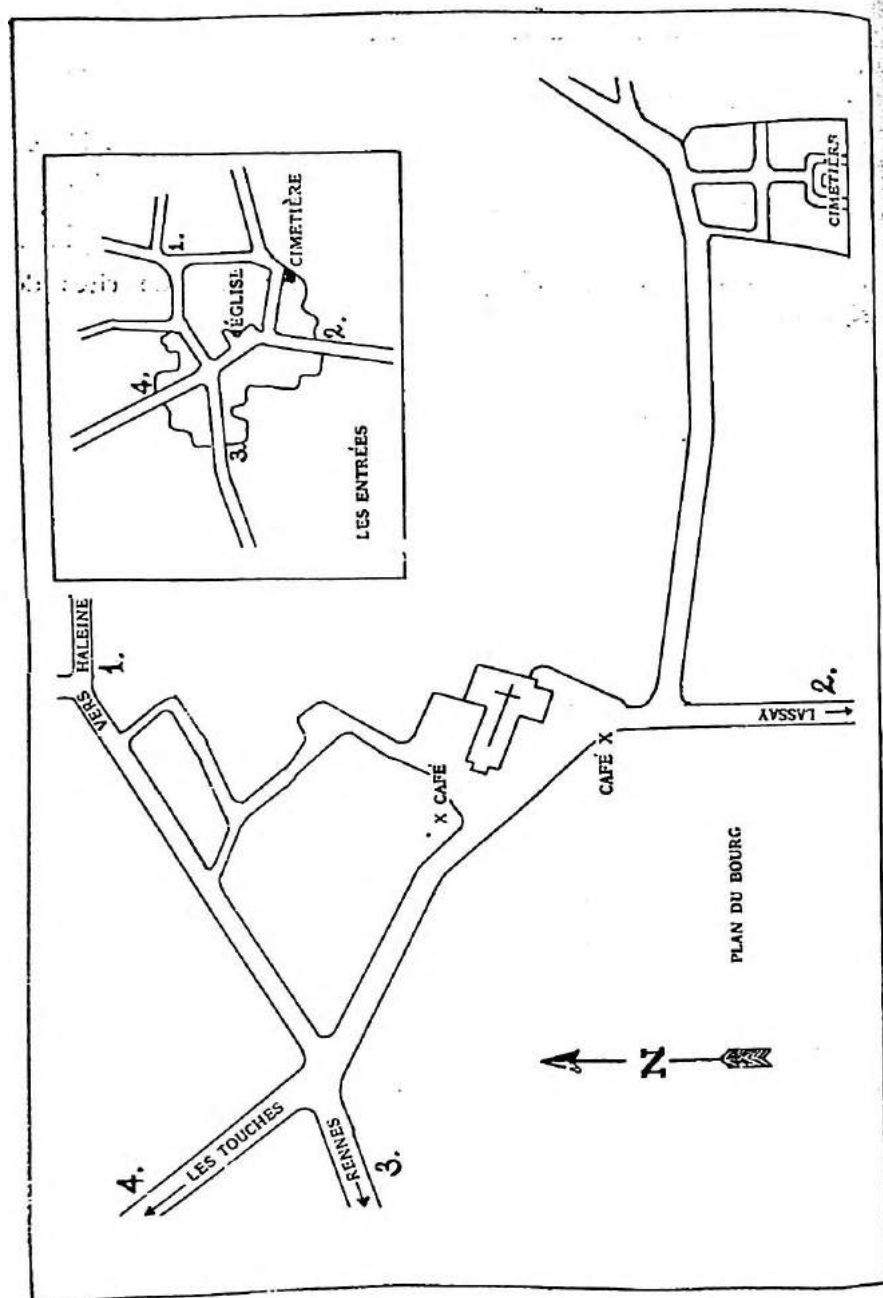 1.
ÉGLISE
CIMETIÈRE
2.
3.
4.
LES ENTRÉES
VERS HALEINE
1.
X CAFÉ
CAFÉ X
LASSAY
2.
CIMETIERS
PLAN DU BOURG
N
LES TOUCHES
4.
RENNES
3.